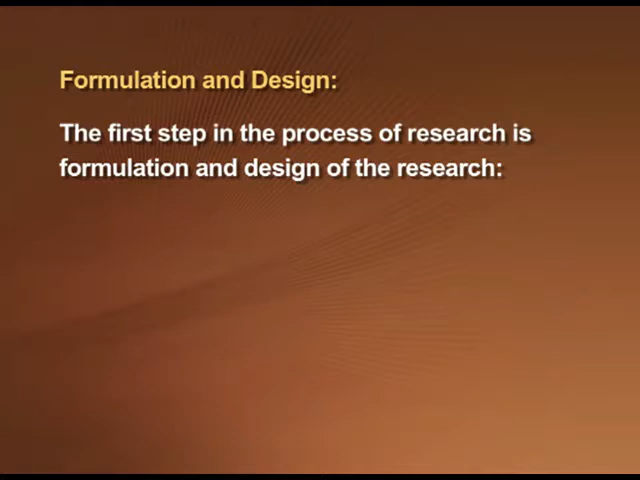 Formulation and Design:
The first step in the process of research is
formulation and design of the research: